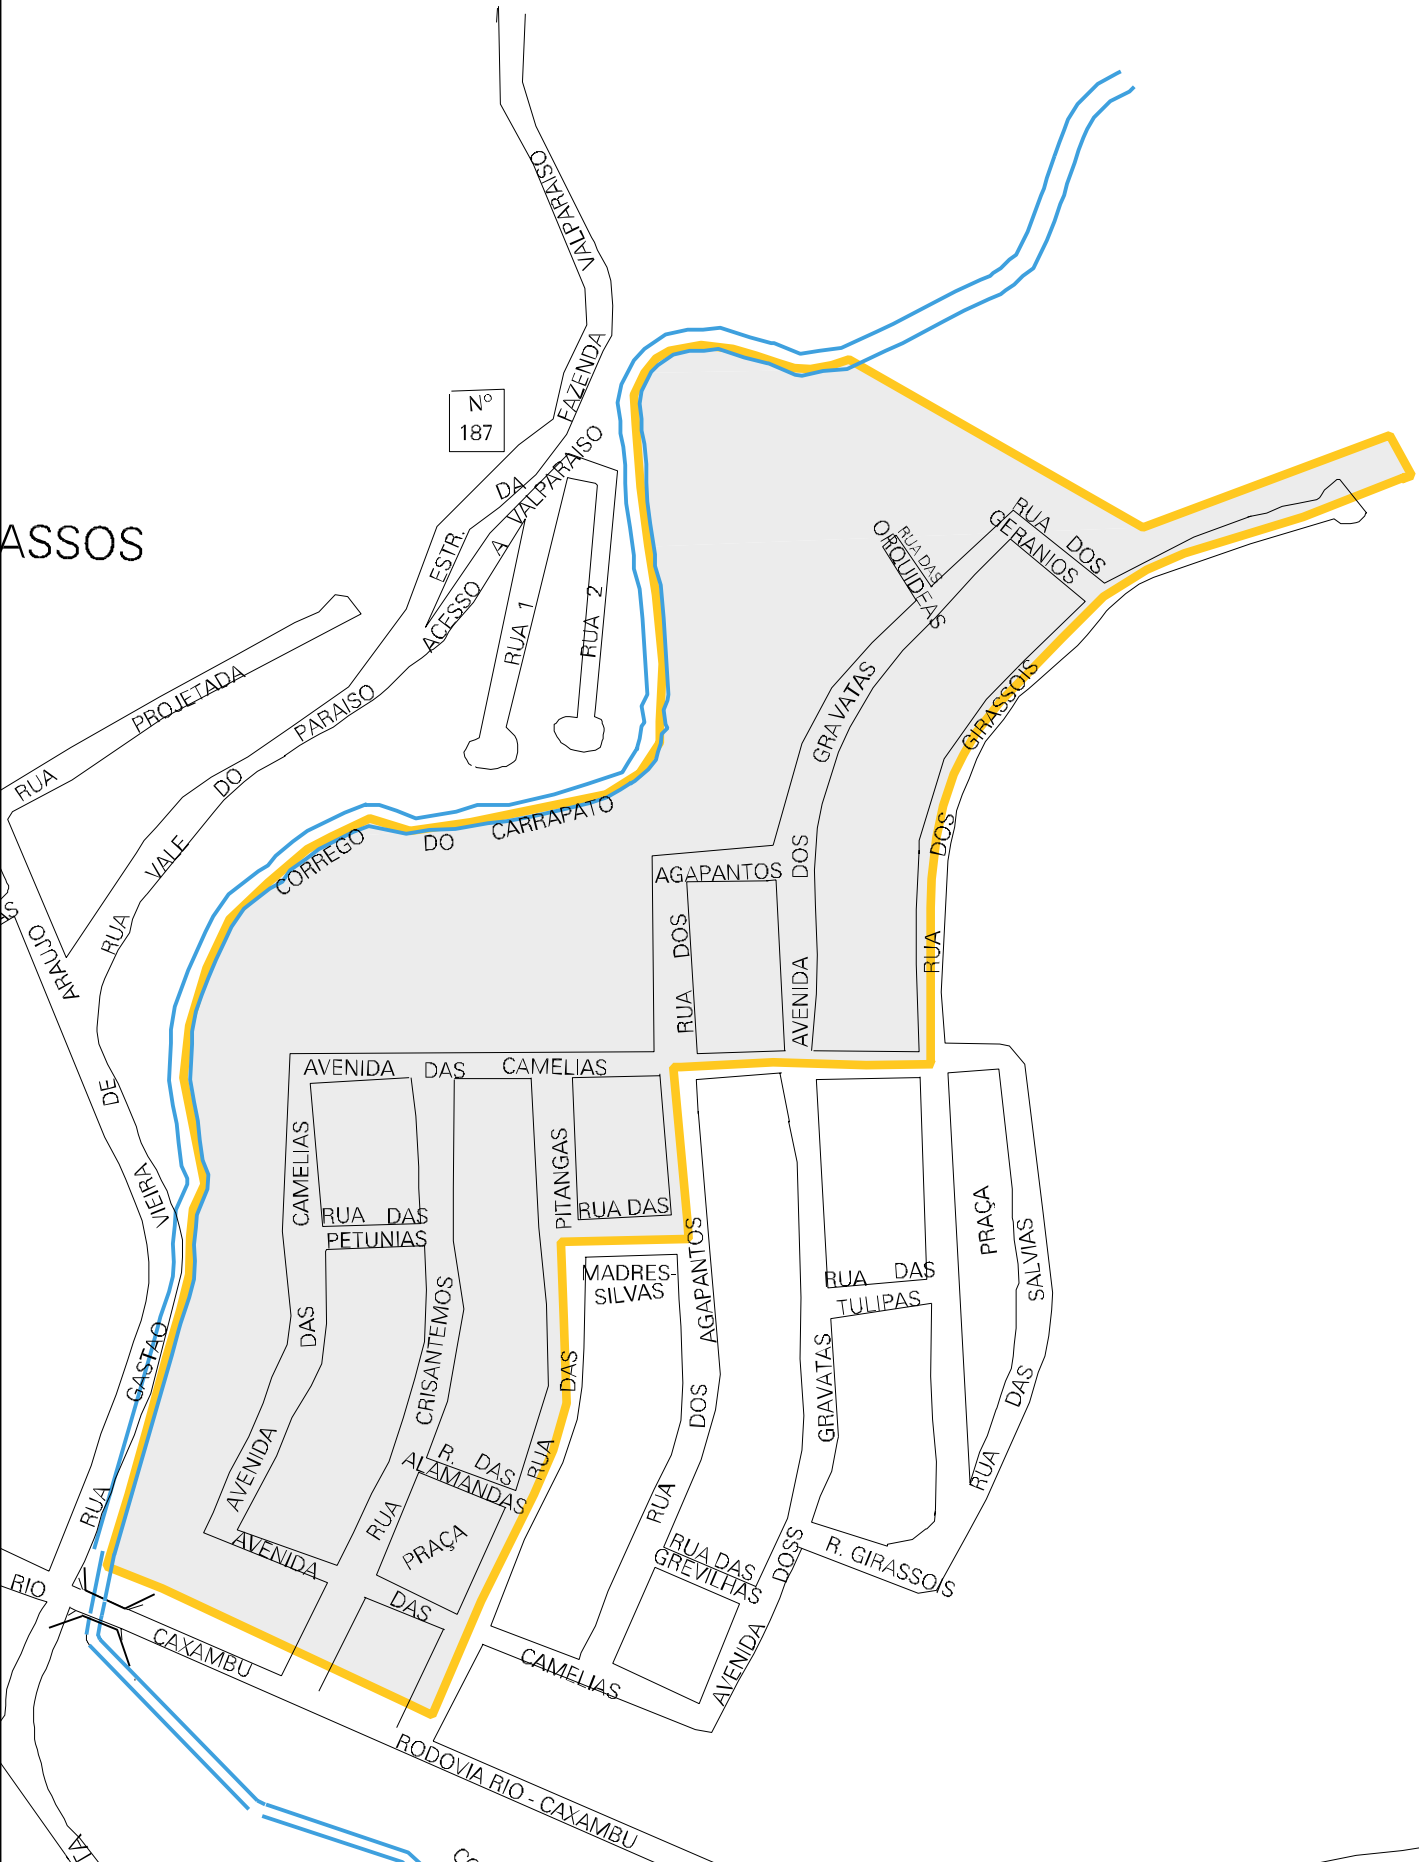 VALPARAISO
FAZENDA
DA
ESTR.
Nº
187
ASSOS
ACESSO A VALPARAISO
RUA 1
RUA 2
RUA PROJETADA
RUA VALE DO PARAISO
CORREGO DO CARRAPATO
RUA DAS
ORQUIDEAS
RUA DOS
GERANIOS
AVENIDA DOS GRAVATAS
RUA DOS GIRASSOIS
AGAPANTOS
RUA DOS
AS
RUA GASTAO VIEIRA DE ARAUJO
AVENIDA DAS CAMELIAS
AVENIDA DAS CAMELIAS
RUA DAS
PETUNIAS
RUA CRISANTEMOS
RUA DAS PITANGAS
RUA DAS
MADRES-
SILVAS
RUA DOS AGAPANTOS
AVENIDA DOSS GRAVATAS
RUA DAS
TULIPAS
PRAÇA
RUA DAS SALVIAS
R. DAS
ALAMANDAS
PRAÇA
AVENIDA DAS CAMELIAS
RUA DAS
GREVILHAS
R. GIRASSOIS
RIO
CAXAMBU
RODOVIA RIO - CAXAMBU